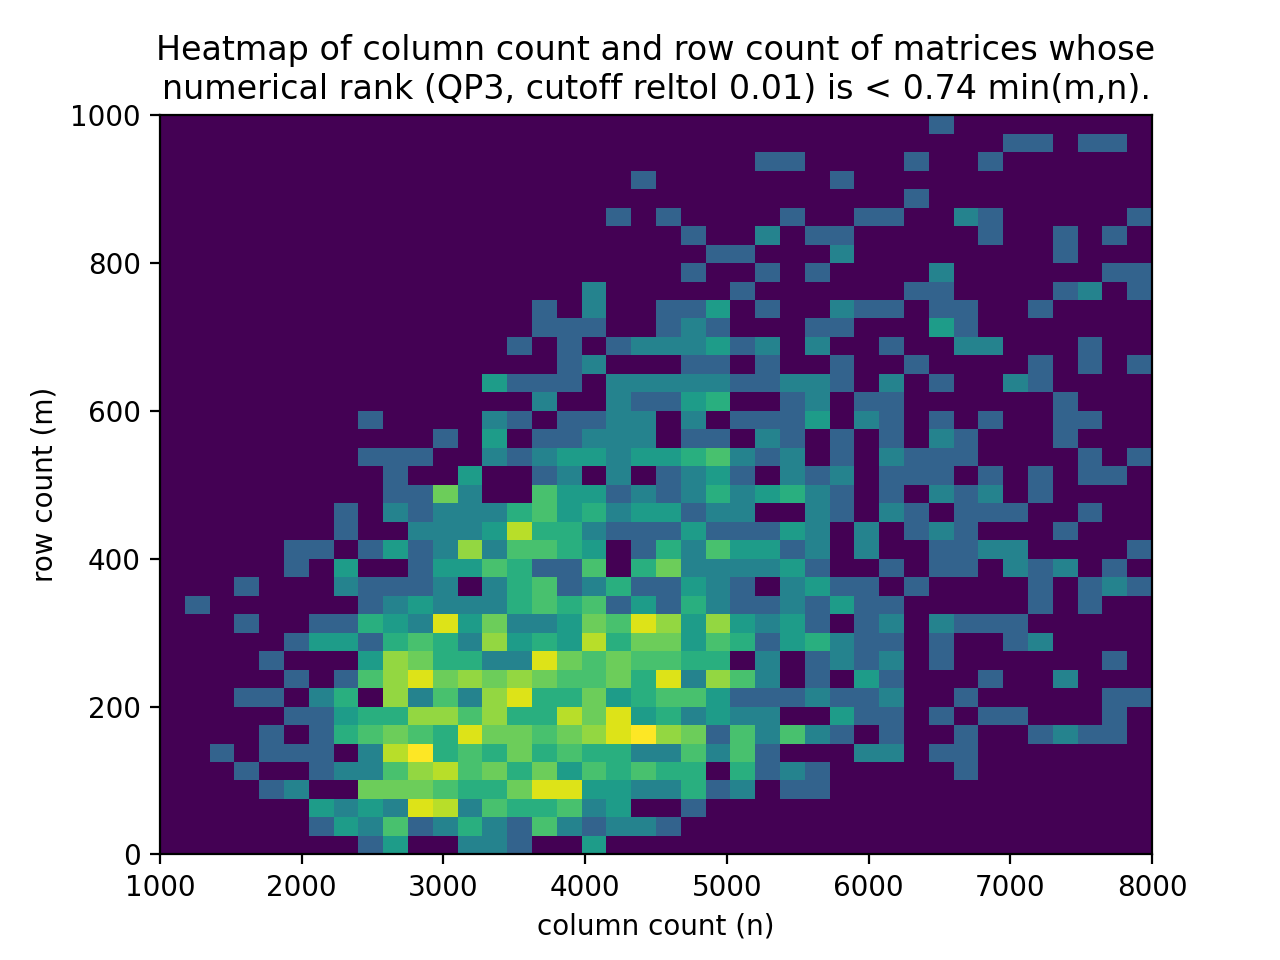 Heatmap of column count and row count of matrices whose
numerical rank (QP3, cutoff reltol 0.01) is < 0.74 min(m,n).
1000
800
600
400
200
0
row count (m)
1000 2000 3000 4000 5000 6000 7000 8000
column count (n)